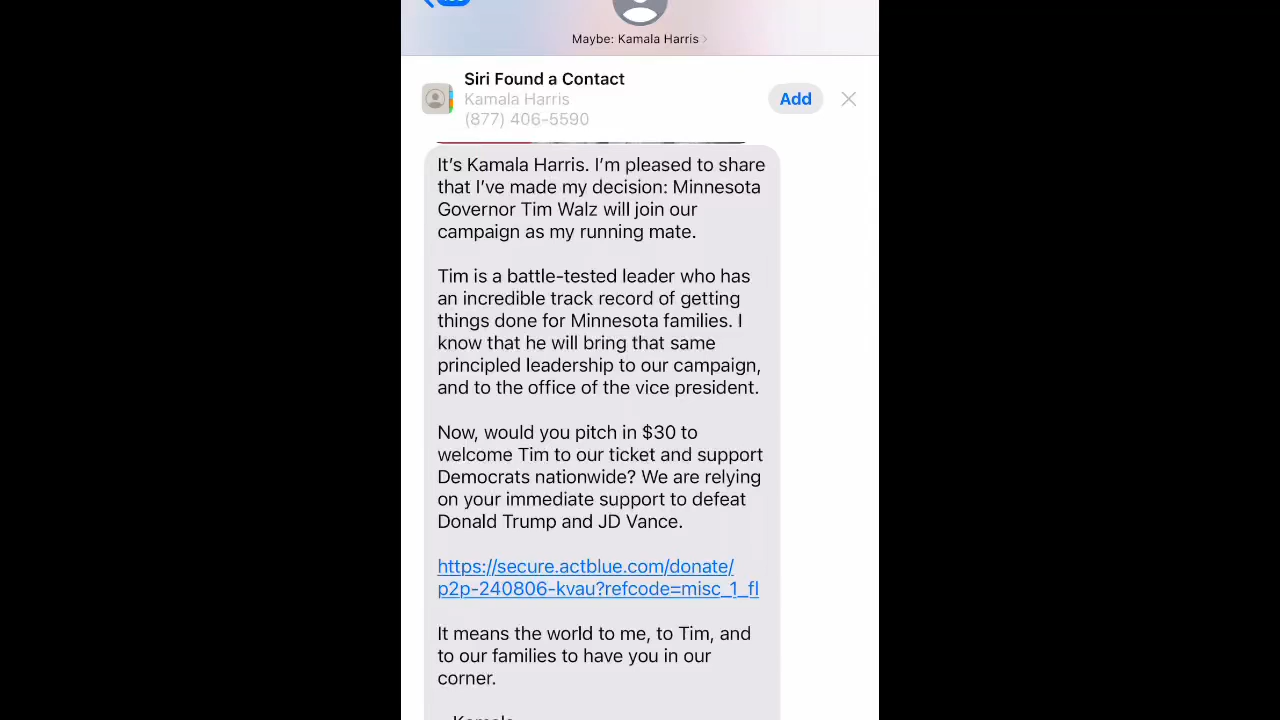 Maybe: Kamala Harris
Siri Found a Contact
Kamala Harris
(877) 406-5590
Add
It's Kamala Harris. I'm pleased to share
that I've made my decision: Minnesota
Governor Tim Walz will join our
campaign as my running mate.
Tim is a battle-tested leader who has
an incredible track record of getting
things done for Minnesota families. I
know that he will bring that same
principled leadership to our campaign,
and to the office of the vice president.
Now, would you pitch in $30 to
welcome Tim to our ticket and support
Democrats nationwide? We are relying
on your immediate support to defeat
Donald Trump and JD Vance.
https://secure.actblue.com/donate/
p2p-240806-kvau?refcode=misc_1_fl
It means the world to me, to Tim, and
to our families to have you in our
corner.